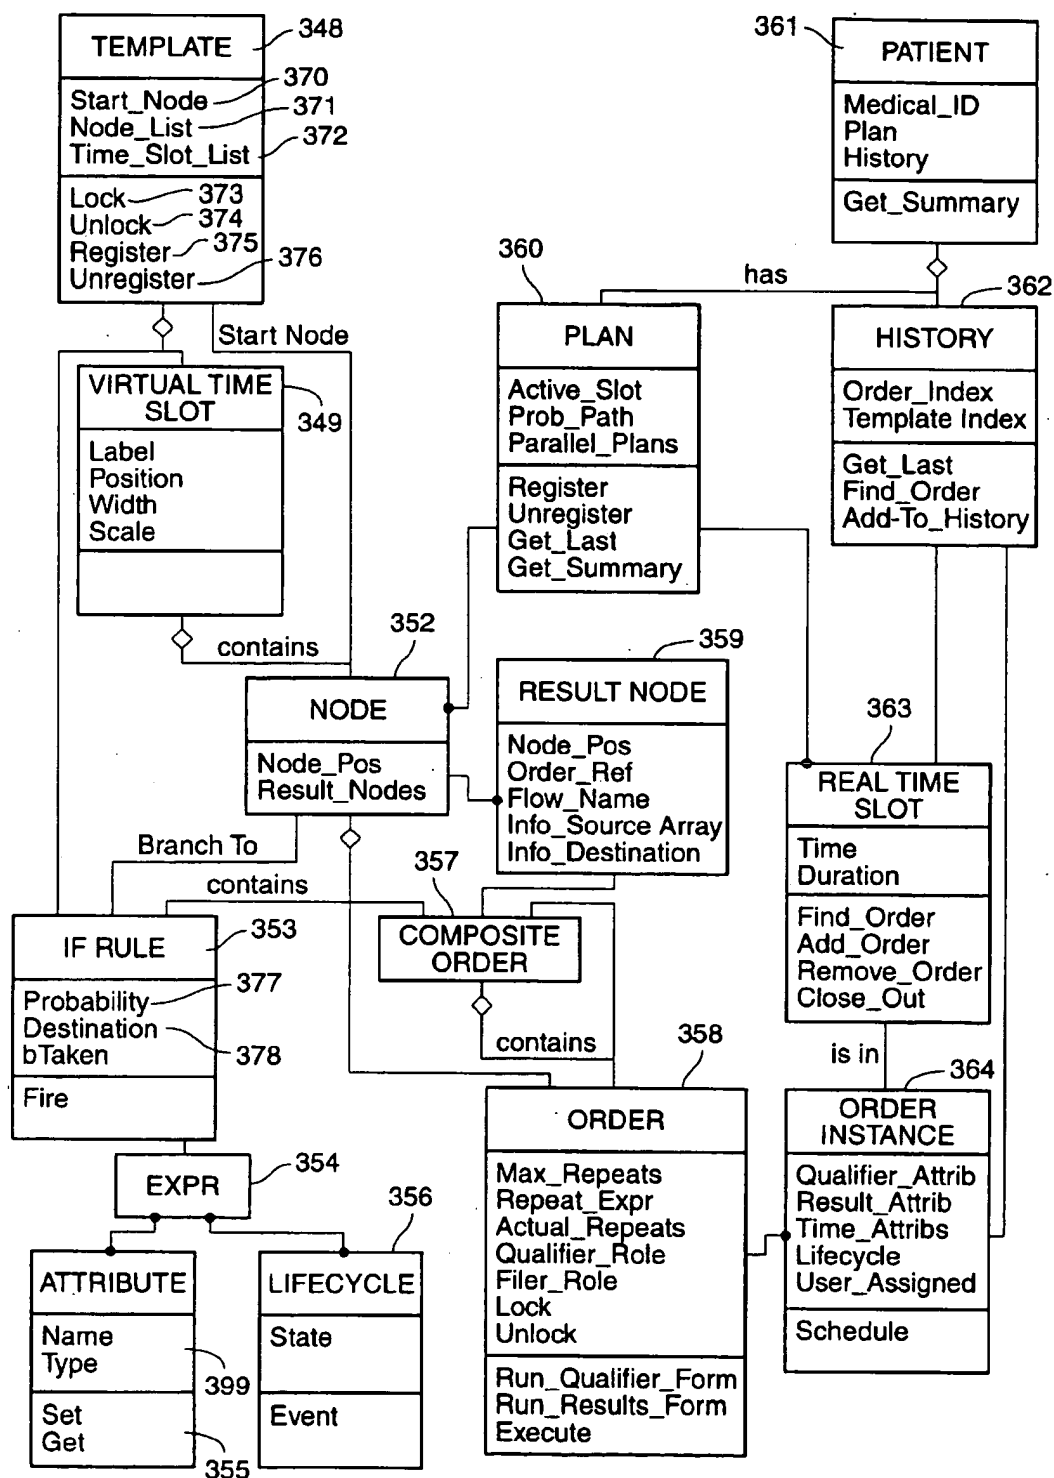 TEMPLATE
348
Start_Node
370
Node_List
371
Time_Slot_List
372
Lock
373
Unlock
374
Register
375
Unregister
376
361
PATIENT
Medical_ID
Plan
History
Get_Summary
has
360
PLAN
Active_Slot
Prob_Path
Parallel_Plans
Register
Unregister
Get_Last
Get_Summary
362
HISTORY
Order_Index
Template Index
Get_Last
Find_Order
Add-To_History
Start Node
VIRTUAL TIME
SLOT
349
Label
Position
Width
Scale
contains
352
NODE
Node_Pos
Result_Nodes
359
RESULT NODE
Node_Pos
Order_Ref
Flow_Name
Info_Source Array
Info_Destination
363
REAL TIME
SLOT
Time
Duration
Find_Order
Add_Order
Remove_Order
Close_Out
Branch To
contains
357
COMPOSITE
ORDER
contains
IF RULE
353
Probability
377
Destination
bTaken
378
Fire
EXPR
354
ATTRIBUTE
Name
Type
399
Set
Get
355
356
LIFECYCLE
State
Event
358
ORDER
Max_Repeats
Repeat_Expr
Actual_Repeats
Qualifier_Role
Filer_Role
Lock
Unlock
Run_Qualifier_Form
Run_Results_Form
Execute
is in
364
ORDER
INSTANCE
Qualifier_Attrib
Result_Attrib
Time_Attribs
Lifecycle
User_Assigned
Schedule